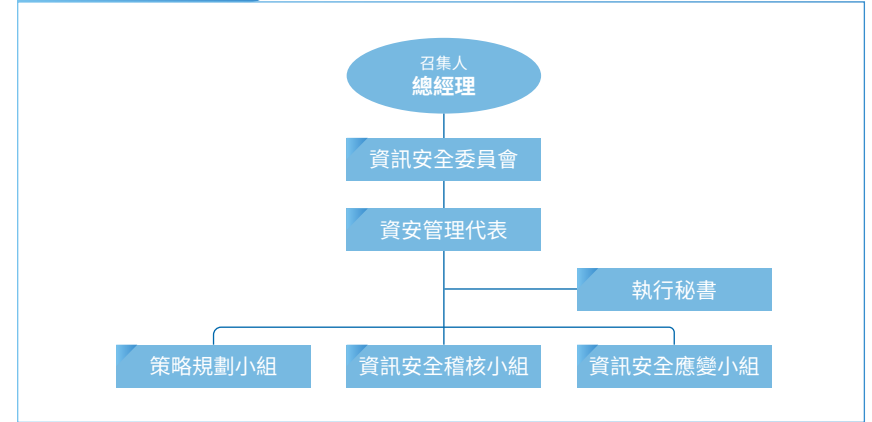 召集人
總經理
資訊安全委員會
資安管理代表
執行秘書
策略規劃小組
資訊安全稽核小組
資訊安全應變小組